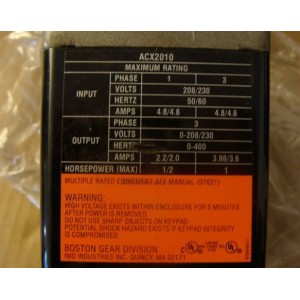 ACX2010
MAXIMUM RATING
PHASE 1 3
INPUT VOLTS 208/230
HERTZ 50/60
AMPS 4.8/4.8 4.8/4.6
PHASE 3
OUTPUT VOLTS 0-208/230
HERTZ 0-400
AMPS 2.2/2.0 3.98/3.6
HORSEPOWER (MAX) 1/2 1
MULTIPLE RATED EQUIPMENT-SEE MANUAL (07621)
WARNING:
HIGH VOLTAGE EXISTS WITHIN ENCLOSURE FOR 5 MINUTES
AFTER POWER IS REMOVED
DO NOT USE SHARP OBJECTS ON KEYPAD
POTENTIAL SHOCK HAZARD EXISTS IF KEYPAD INTEGRITY
IS COMPROMISED
BOSTON GEAR DIVISION
IMO INDUSTRIES INC. QUINCY, MA 02171
UL
UL